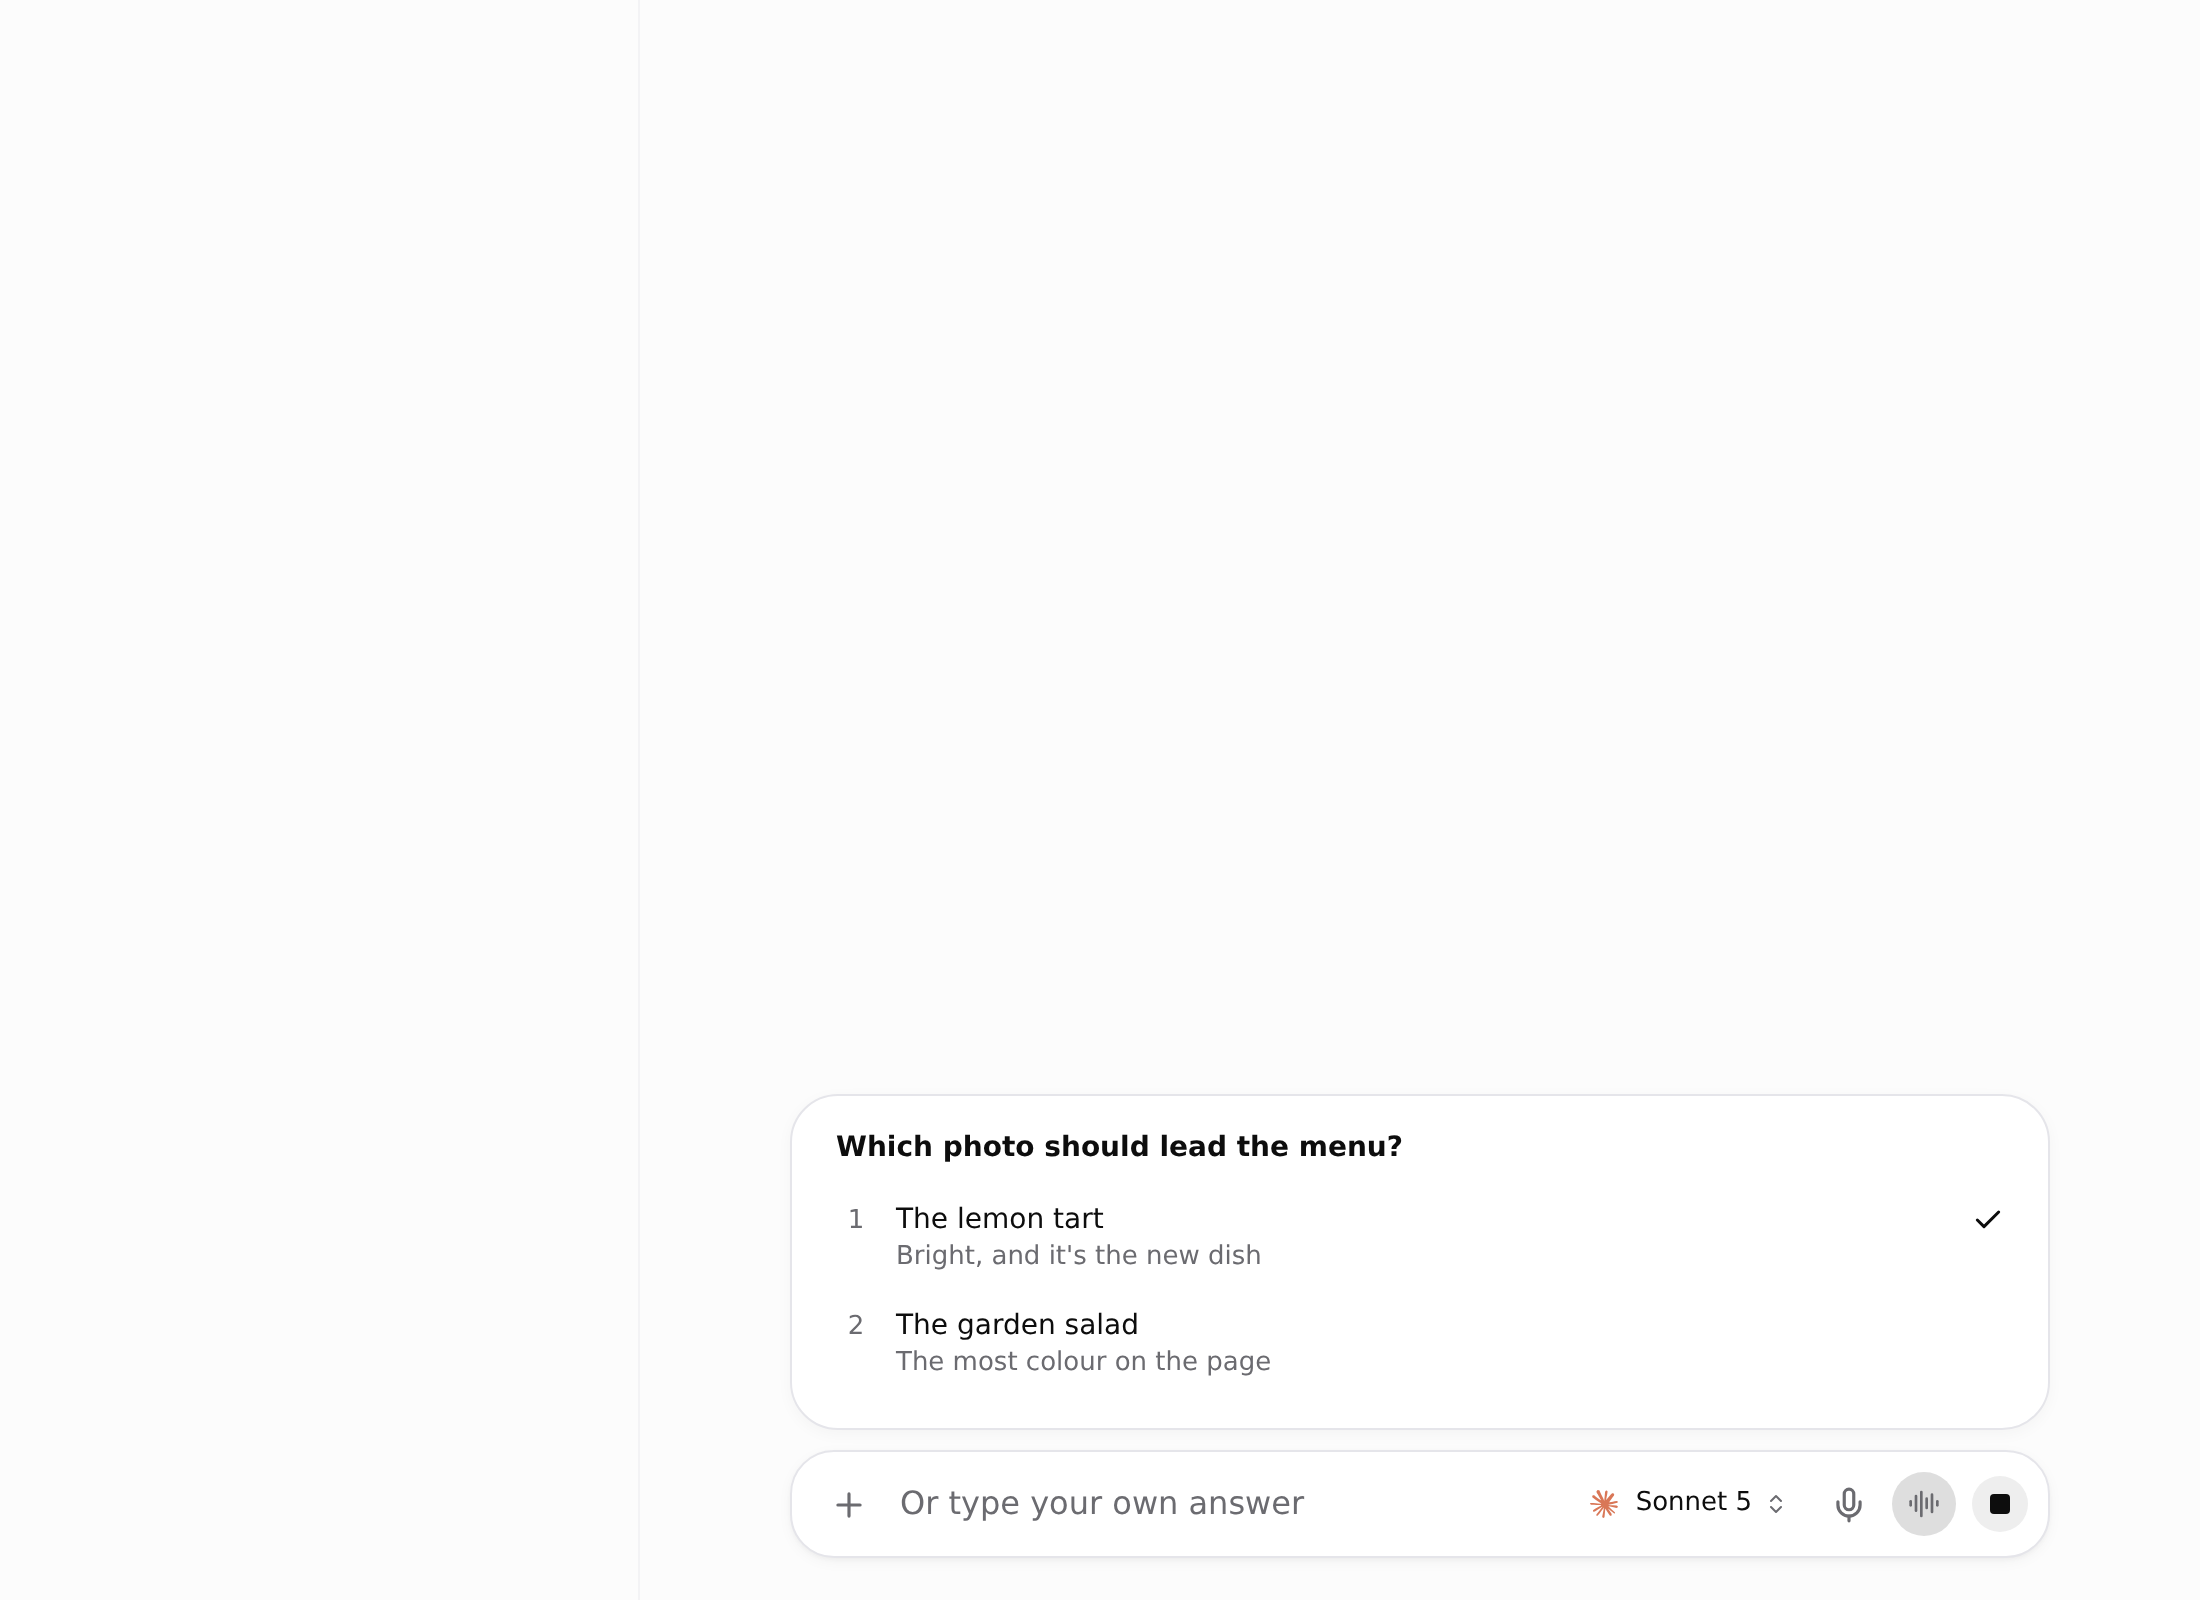 Which photo should lead the menu?
1 The lemon tart
Bright, and it's the new dish
2 The garden salad
The most colour on the page
Or type your own answer Sonnet 5